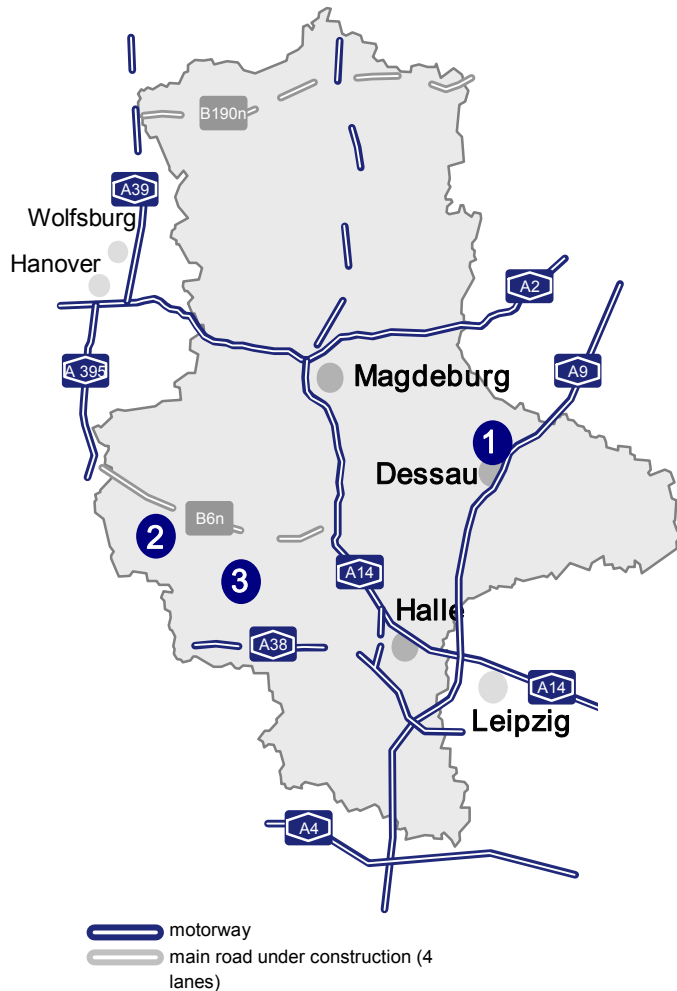 B190n
A39
Wolfsburg
Hanover
A2
A 395
A9
Magdeburg
1
Dessau
B6n
2
A14
3
Halle
A38
A14
Leipzig
A4
motorway
main road under construction (4
lanes)